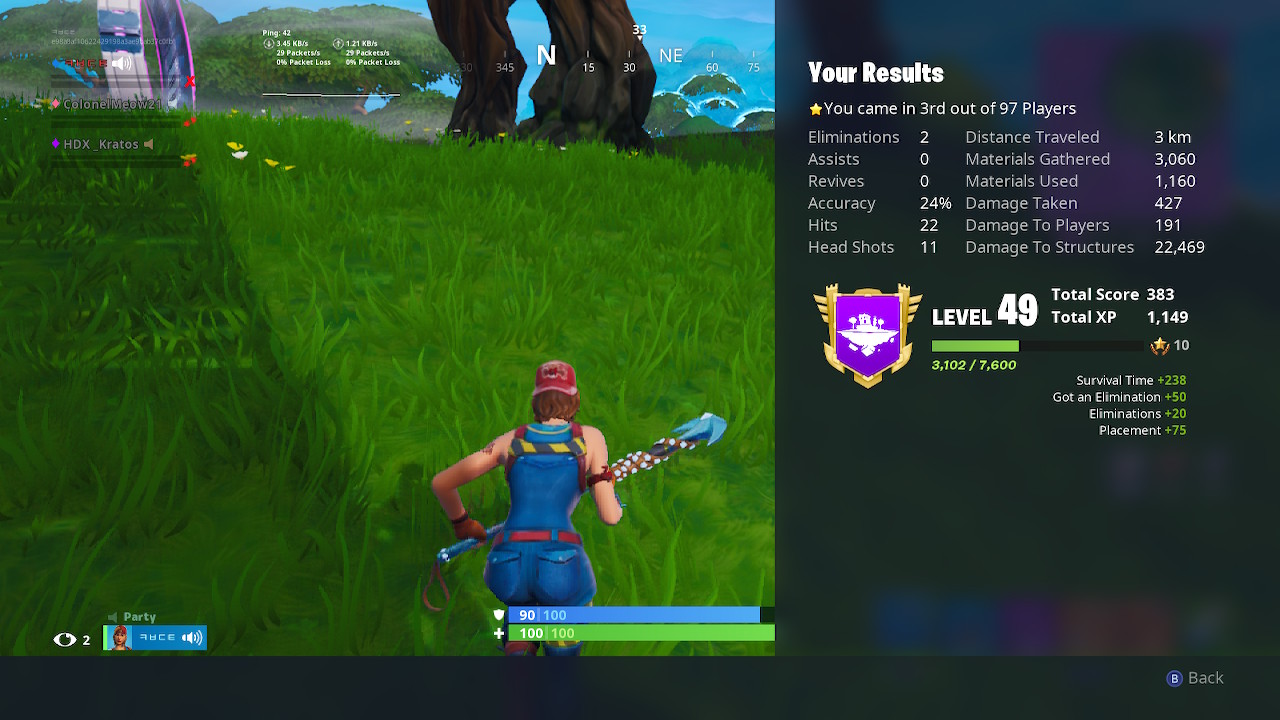 Ping: 42
3.45 KB/s 1.21 KB/s
29 Packets/s 29 Packets/s
0% Packet Loss 0% Packet Loss
ColonelMeow21
HDX_Kratos
33
330 345 N 15 30 NE 60 75
Your Results
You came in 3rd out of 97 Players
Eliminations 2 Distance Traveled 3 km
Assists 0 Materials Gathered 3,060
Revives 0 Materials Used 1,160
Accuracy 24% Damage Taken 427
Hits 22 Damage To Players 191
Head Shots 11 Damage To Structures 22,469
LEVEL 49
Total Score 383
Total XP 1,149
10
3,102 / 7,600
Survival Time +238
Got an Elimination +50
Eliminations +20
Placement +75
90 100
100 100
Party
2
Back
B